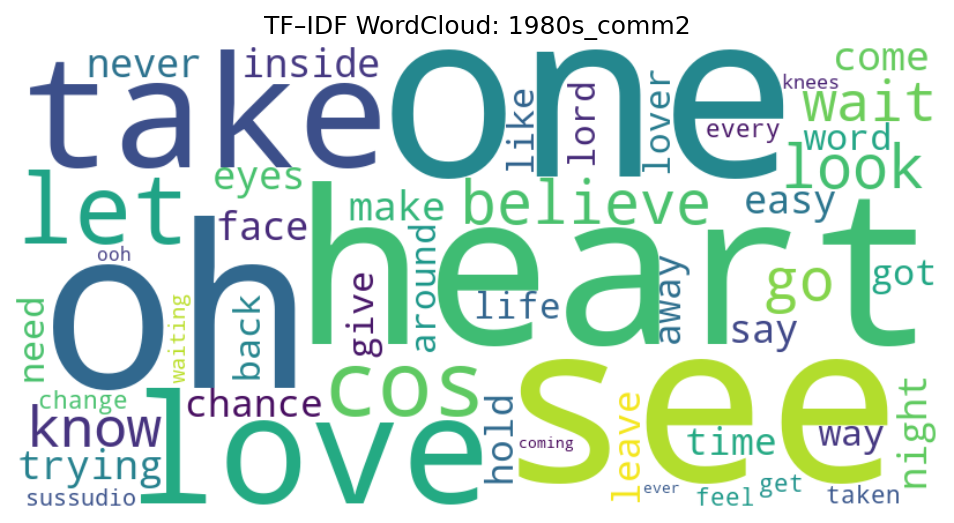 TF–IDF WordCloud: 1980s_comm2
never inside come
take one knees
like lord lover every wait
word
look
let eyes make believe easy
face
oh heart
ooh around go got
need waiting back give life away say
change chance cos see
know love hold leave time way night
trying coming
sussudio ever feel get taken